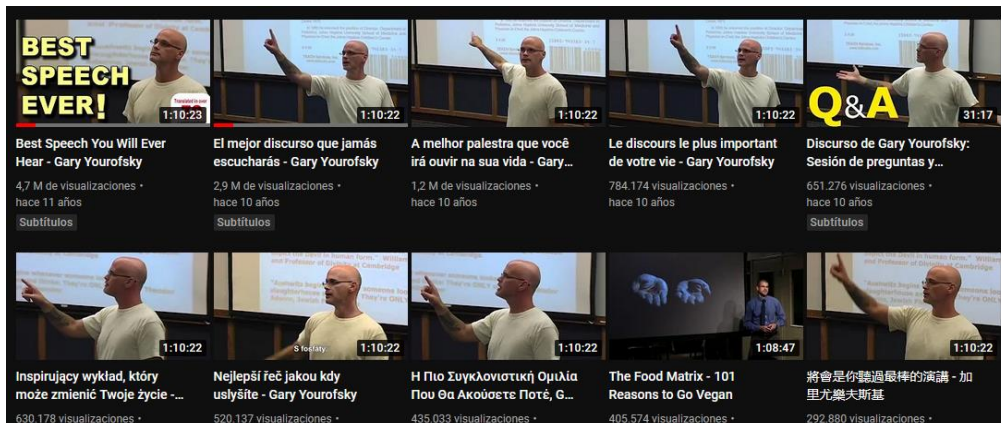 BEST
SPEECH
EVER!
1:10:23
1:10:22
1:10:22
1:10:22
Q&A
31:17
Best Speech You Will Ever
Hear - Gary Yourofsky
4,7 M de visualizaciones •
hace 11 años
Subtítulos
El mejor discurso que jamás
escucharás - Gary Yourofsky
2,9 M de visualizaciones •
hace 10 años
Subtítulos
A melhor palestra que você
irá ouvir na sua vida - Gary...
1,2 M de visualizaciones •
hace 10 años
Le discours le plus important
de votre vie - Gary Yourofsky
784.174 visualizaciones •
hace 10 años
Discurso de Gary Yourofsky:
Sesión de preguntas y...
651.276 visualizaciones •
hace 10 años
Subtítulos
1:10:22
S fosfáty.
1:10:22
1:10:22
1:08:47
1:10:22
Inspirujący wykład, który
może zmienić Twoje życie -...
630.178 visualizaciones •
Nejlepší řeč jakou kdy
uslyšíte - Gary Yourofsky
520.137 visualizaciones •
Η Πιο Συγκλονιστική Ομιλία
Που Θα Ακούσετε Ποτέ, G...
435.033 visualizaciones •
The Food Matrix - 101
Reasons to Go Vegan
405.574 visualizaciones •
將會是你聽過最棒的演講 - 加
里尤樂夫斯基
292.880 visualizaciones •